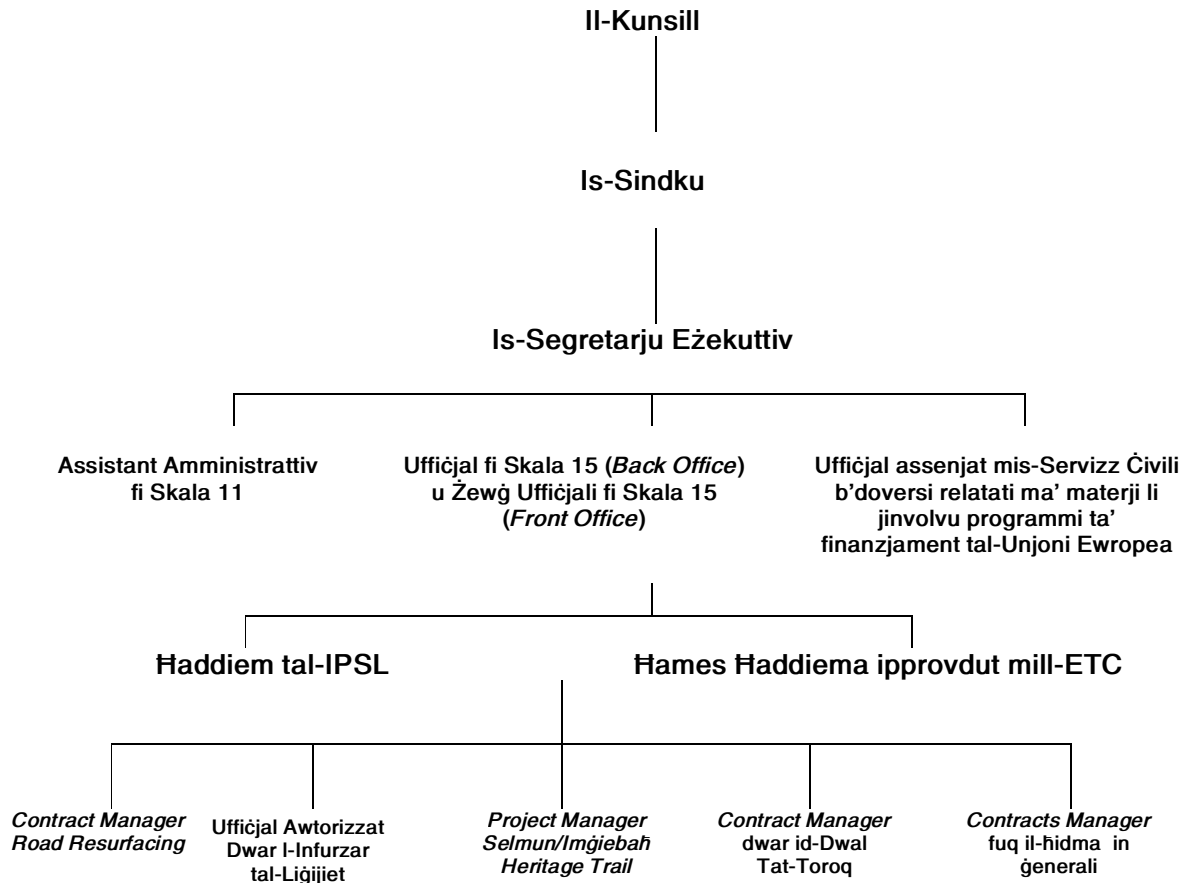 Il-Kunsill
Is-Sindku
Is-Segretarju Eżekuttiv
Assistant Amministrattiv
fi Skala 11
Uffiċjal fi Skala 15 (Back Office)
u Żewġ Uffiċjali fi Skala 15
(Front Office)
Uffiċjal assenjat mis-Servizz Ċivili
b’doversi relatati ma’ materji li
jinvolvu programmi ta’
finanzjament tal-Unjoni Ewropea
Ħaddiem tal-IPSL
Ħames Ħaddiema ipprovdut mill-ETC
Contract Manager
Road Resurfacing
Uffiċjal Awtorizzat
Dwar l-Infurzar
tal-Liġijiet
Project Manager
Selmun/Imġiebaħ
Heritage Trail
Contract Manager
dwar id-Dwal
Tat-Toroq
Contracts Manager
fuq il-ħidma in
ġenerali